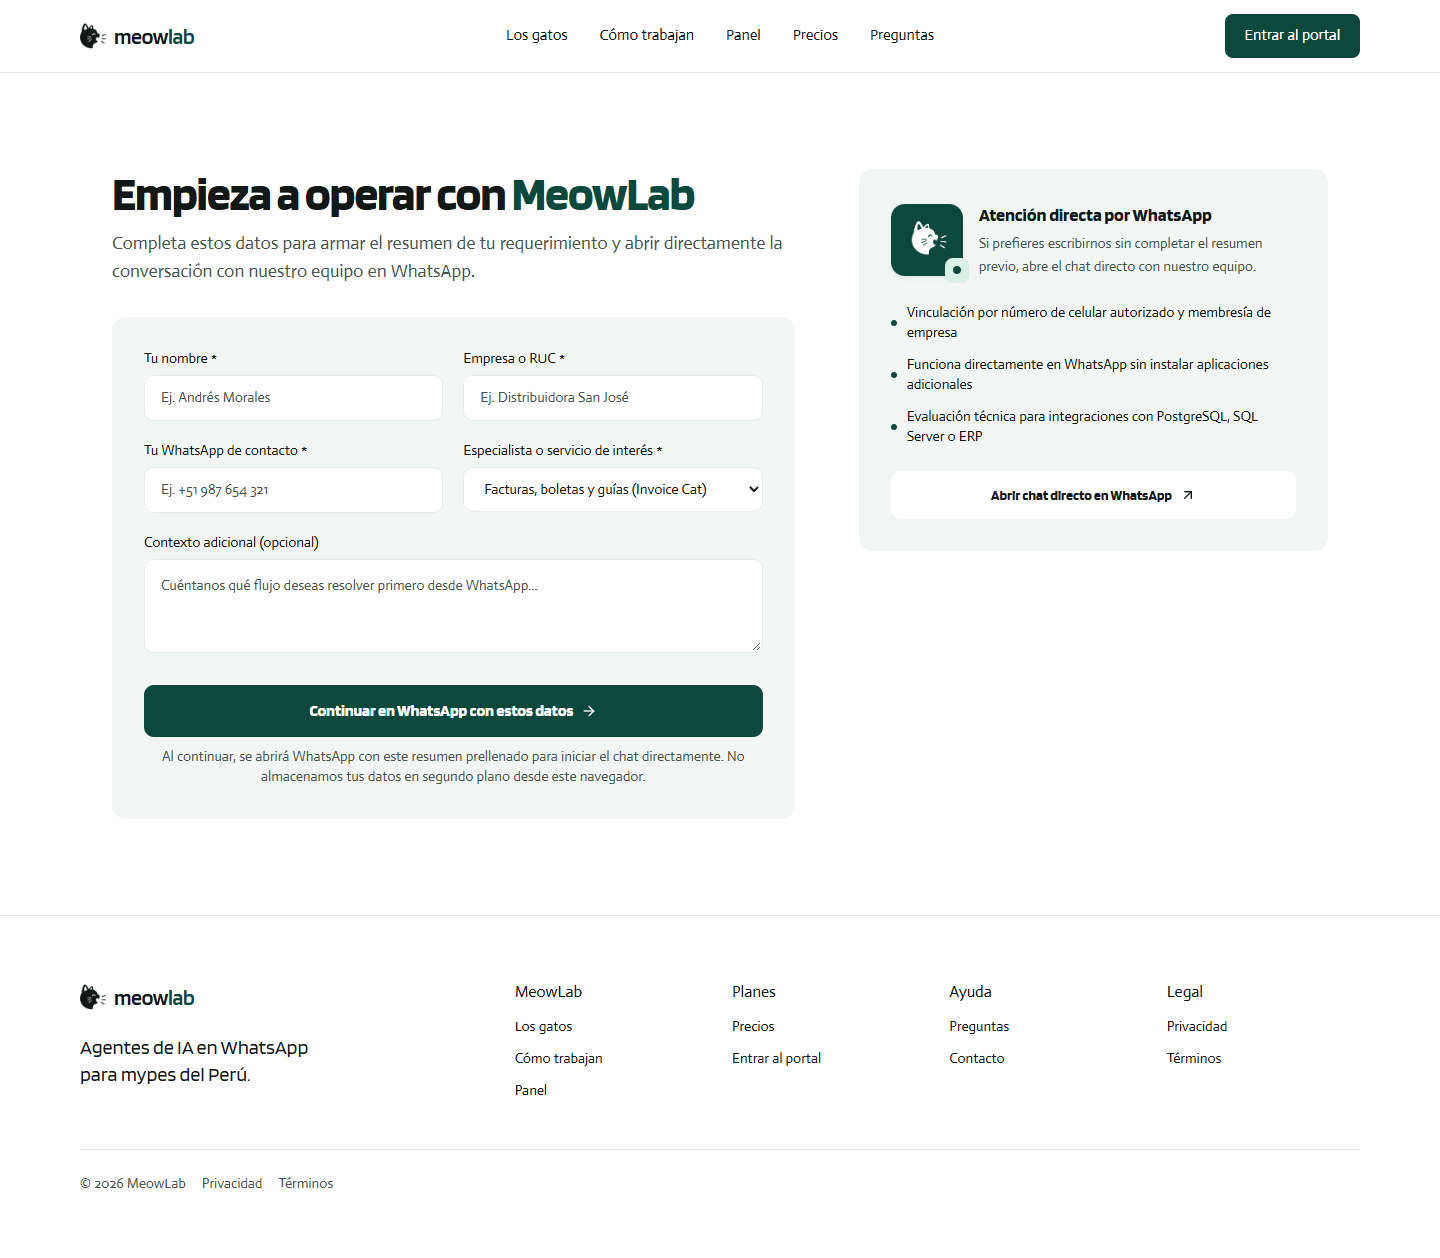 meowlab
Los gatos
Cómo trabajan
Panel
Precios
Preguntas
Entrar al portal
Empieza a operar con MeowLab
Completa estos datos para armar el resumen de tu requerimiento y abrir directamente la
conversación con nuestro equipo en WhatsApp.
Tu nombre *
Ej. Andrés Morales
Empresa o RUC *
Ej. Distribuidora San José
Tu WhatsApp de contacto *
Ej. +51 987 654 321
Especialista o servicio de interés *
Facturas, boletas y guías (Invoice Cat)
Contexto adicional (opcional)
Cuéntanos qué flujo deseas resolver primero desde WhatsApp...
Continuar en WhatsApp con estos datos →
Al continuar, se abrirá WhatsApp con este resumen prellenado para iniciar el chat directamente. No
almacenamos tus datos en segundo plano desde este navegador.
Atención directa por WhatsApp
Si prefieres escribirnos sin completar el resumen
previo, abre el chat directo con nuestro equipo.
Vinculación por número de celular autorizado y membresía de
empresa
Funciona directamente en WhatsApp sin instalar aplicaciones
adicionales
Evaluación técnica para integraciones con PostgreSQL, SQL
Server o ERP
Abrir chat directo en WhatsApp ↗
meowlab
Agentes de IA en WhatsApp
para mypes del Perú.
MeowLab
Los gatos
Cómo trabajan
Panel
Planes
Precios
Entrar al portal
Ayuda
Preguntas
Contacto
Legal
Privacidad
Términos
© 2026 MeowLab
Privacidad
Términos